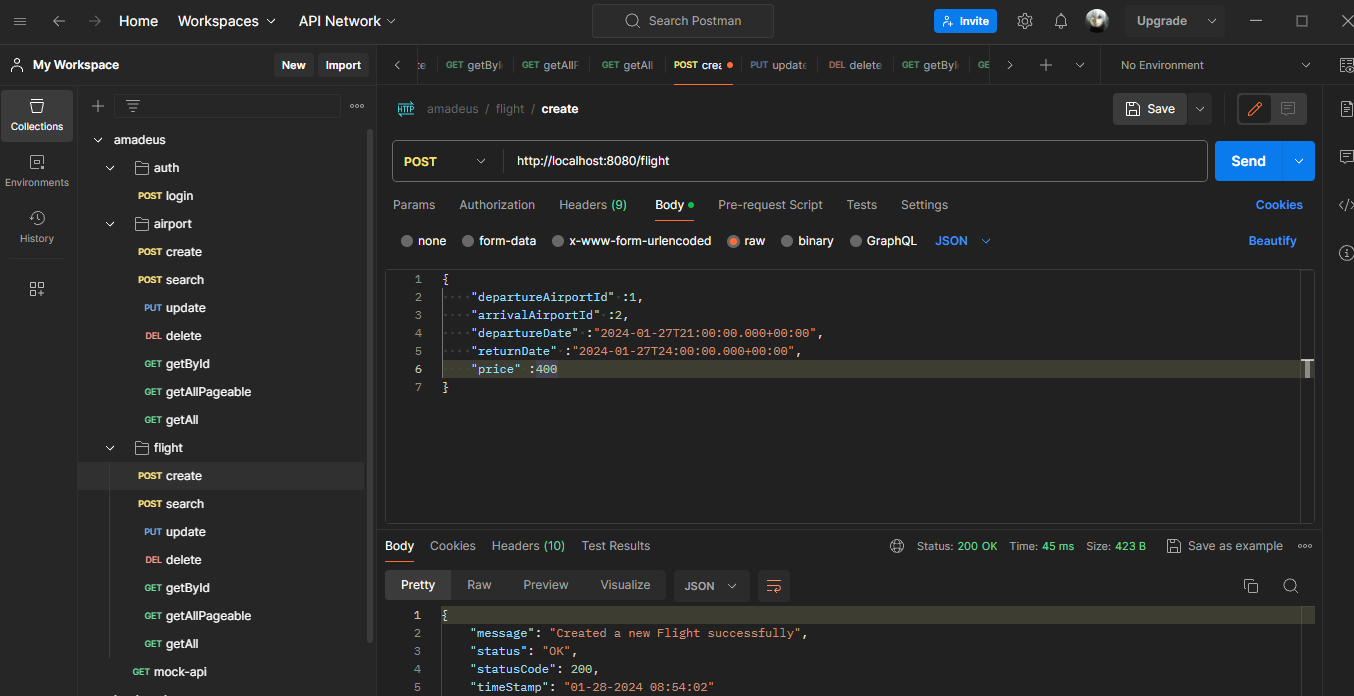 Home Workspaces API Network Search Postman Invite Upgrade
My Workspace New Import
GET getBy GET getAllF GET getAll POST crea PUT update DEL delete GET getBy GE No Environment
Collections
Environments
History
amadeus
auth
POST login
airport
POST create
POST search
PUT update
DEL delete
GET getById
GET getAllPageable
GET getAll
flight
POST create
POST search
PUT update
DEL delete
GET getById
GET getAllPageable
GET getAll
GET mock-api
HTTP amadeus / flight / create Save
POST http://localhost:8080/flight Send
Params Authorization Headers (9) Body Pre-request Script Tests Settings Cookies
none form-data x-www-form-urlencoded raw binary GraphQL JSON Beautify
1 {
2 "departureAirportId" :1,
3 "arrivalAirportId" :2,
4 "departureDate" :"2024-01-27T21:00:00.000+00:00",
5 "returnDate" :"2024-01-27T24:00:00.000+00:00",
6 "price" :400
7 }
Body Cookies Headers (10) Test Results Status: 200 OK Time: 45 ms Size: 423 B Save as example
Pretty Raw Preview Visualize JSON
1 {
2 "message": "Created a new Flight successfully",
3 "status": "OK",
4 "statusCode": 200,
5 "timeStamp": "01-28-2024 08:54:02"